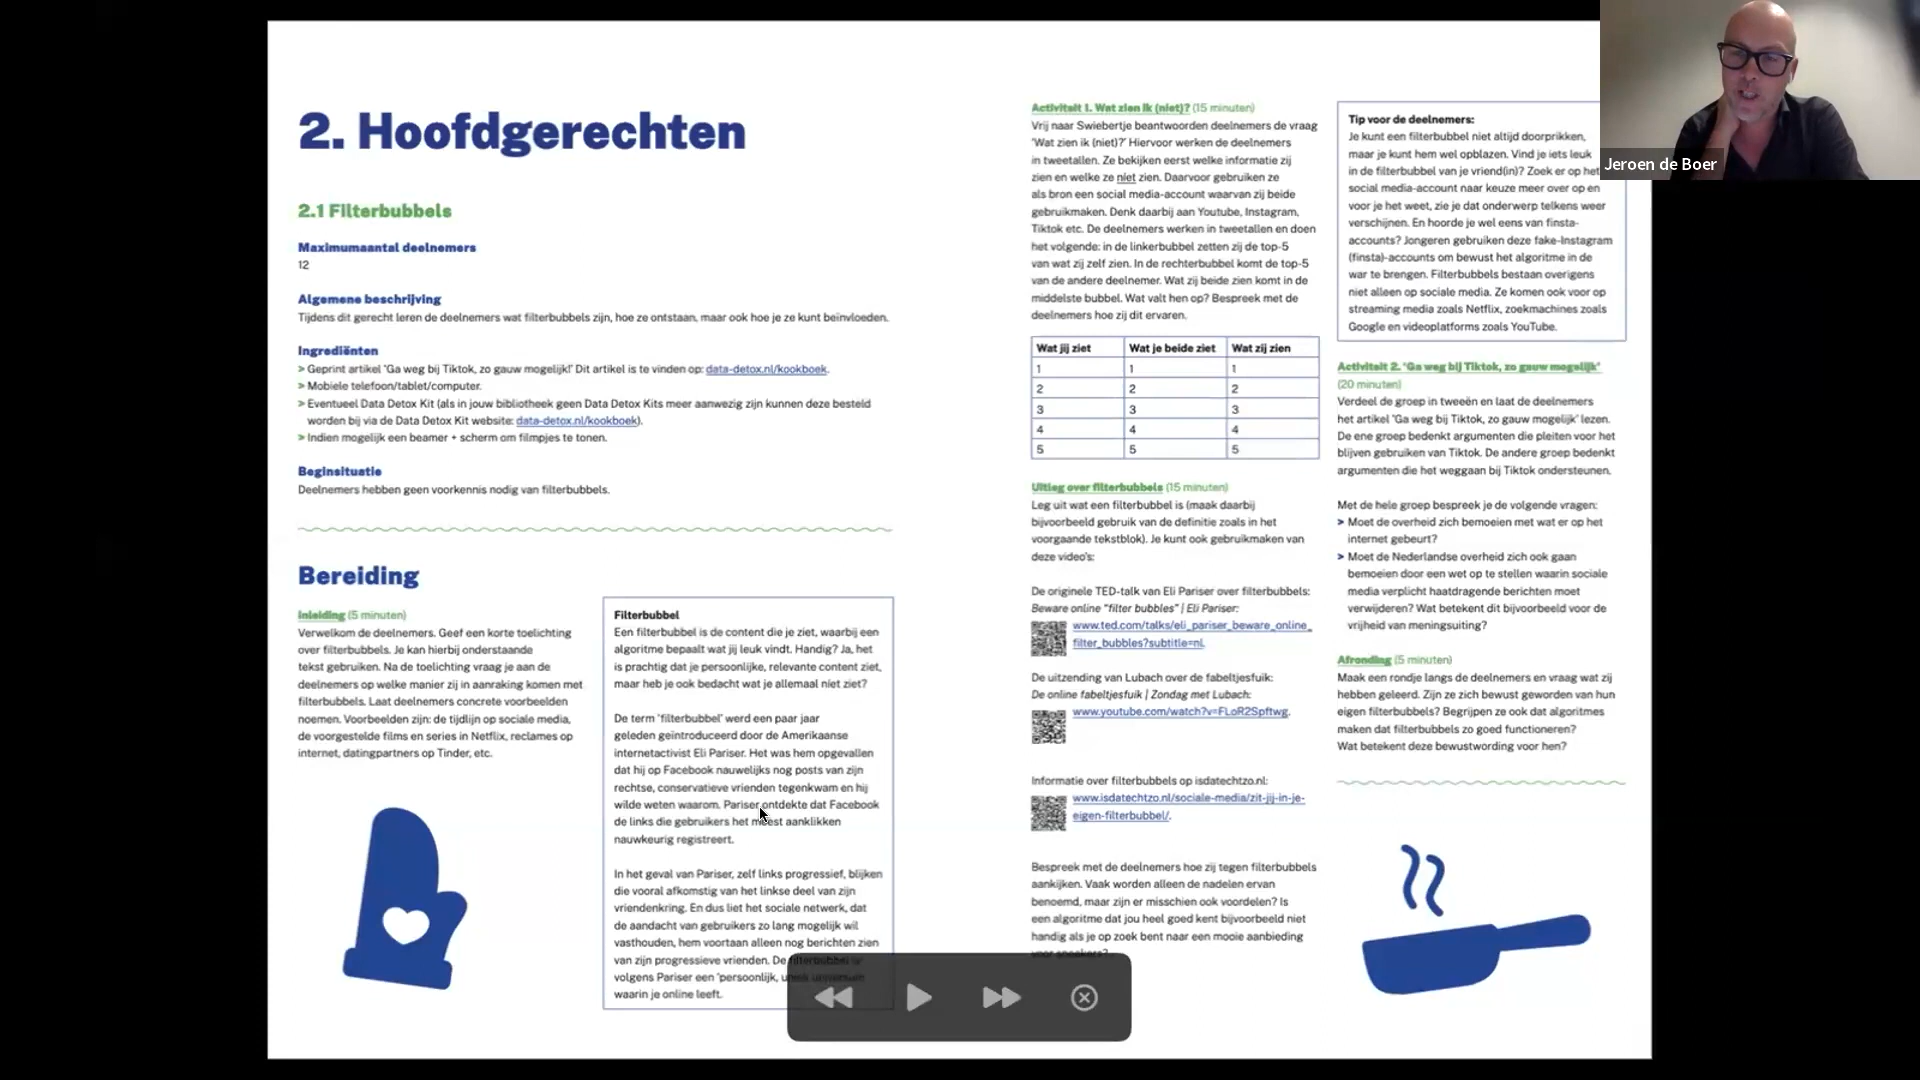 2. Hoofdgerechten
2.1 Filterbubbels
Maximumaantal deelnemers
12
Algemene beschrijving
Tijdens dit gerecht leren de deelnemers wat filterbubbels zijn, hoe ze ontstaan, maar ook hoe je ze kunt beïnvloeden.
Ingrediënten
> Geprint artikel 'Ga weg bij Tiktok, zo gauw mogelijk!' Dit artikel is te vinden op: data-detox.nl/kookboek.
> Mobiele telefoon/tablet/computer.
> Eventueel Data Detox Kit (als in jouw bibliotheek geen Data Detox Kits meer aanwezig zijn kunnen deze besteld
worden bij via de Data Detox Kit website: data-detox.nl/kookboek).
> Indien mogelijk een beamer + scherm om filmpjes te tonen.
Beginsituatie
Deelnemers hebben geen voorkennis nodig van filterbubbels.
Bereiding
Inleiding (5 minuten)
Verwelkom de deelnemers. Geef een korte toelichting
over filterbubbels. Je kan hierbij onderstaande
tekst gebruiken. Na de toelichting vraag je aan de
deelnemers op welke manier zij in aanraking komen met
filterbubbels. Laat deelnemers concrete voorbeelden
noemen. Voorbeelden zijn: de tijdlijn op sociale media,
de voorgestelde films en series in Netflix, reclames op
internet, datingpartners op Tinder, etc.
Filterbubbel
Een filterbubbel is de content die je ziet, waarbij een
algoritme bepaalt wat jij leuk vindt. Handig? Ja, het
is prachtig dat je persoonlijke, relevante content ziet,
maar heb je ook bedacht wat je allemaal niet ziet?
De term 'filterbubbel' werd een paar jaar
geleden geïntroduceerd door de Amerikaanse
internetactivist Eli Pariser. Het was hem opgevallen
dat hij op Facebook nauwelijks nog posts van zijn
rechtse, conservatieve vrienden tegenkwam en hij
wilde weten waarom. Pariser ontdekte dat Facebook
de links die gebruikers het meest aanklikken
nauwkeurig registreert.
In het geval van Pariser, zelf links progressief, blijken
die vooral afkomstig van het linkse deel van zijn
vriendenkring. En dus liet het sociale netwerk, dat
de aandacht van gebruikers zo lang mogelijk wil
vasthouden, hem voortaan alleen nog berichten zien
van zijn progressieve vrienden. De filterbubbel is
volgens Pariser een 'persoonlijk, uniek universum
waarin je online leeft.
Activiteit 1. Wat zien ik (niet)? (15 minuten)
Vrij naar Swiebertje beantwoorden deelnemers de vraag
'Wat zien ik (niet)?' Hiervoor werken de deelnemers
in tweetallen. Ze bekijken eerst welke informatie zij
zien en welke ze niet zien. Daarvoor gebruiken ze
als bron een social media-account waarvan zij beide
gebruikmaken. Denk daarbij aan Youtube, Instagram,
Tiktok etc. De deelnemers werken in tweetallen en doen
het volgende: in de linkerbubbel zetten zij de top-5
van wat zij zelf zien. In de rechterbubbel komt de top-5
van de andere deelnemer. Wat zij beide zien komt in de
middelste bubbel. Wat valt hen op? Bespreek met de
deelnemers hoe zij dit ervaren.
Wat jij ziet Wat je beide ziet Wat zij zien
1 1 1
2 2 2
3 3 3
4 4 4
5 5 5
Uitleg over filterbubbels (15 minuten)
Leg uit wat een filterbubbel is (maak daarbij
bijvoorbeeld gebruik van de definitie zoals in het
voorgaande tekstblok). Je kunt ook gebruikmaken van
deze video's:
De originele TED-talk van Eli Pariser over filterbubbels:
Beware online "filter bubbles" | Eli Pariser:
www.ted.com/talks/eli_pariser_beware_online_
filter_bubbles?subtitle=nl.
De uitzending van Lubach over de fabeltjesfuik:
De online fabeltjesfuik | Zondag met Lubach:
www.youtube.com/watch?v=FLoR2Spftwg.
Informatie over filterbubbels op isdatechtzo.nl:
www.isdatechtzo.nl/sociale-media/zit-jij-in-je-
eigen-filterbubbel/.
Bespreek met de deelnemers hoe zij tegen filterbubbels
aankijken. Vaak worden alleen de nadelen ervan
benoemd, maar zijn er misschien ook voordelen? Is
een algoritme dat jou heel goed kent bijvoorbeeld niet
handig als je op zoek bent naar een mooie aanbieding
voor sneakers?
Tip voor de deelnemers:
Je kunt een filterbubbel niet altijd doorprikken,
maar je kunt hem wel opblazen. Vind je iets leuk
in de filterbubbel van je vriend(in)? Zoek er op het
social media-account naar keuze meer over op en
voor je het weet, zie je dat onderwerp telkens weer
verschijnen. En hoorde je wel eens van finsta-
accounts? Jongeren gebruiken deze fake-Instagram
(finsta)-accounts om bewust het algoritme in de
war te brengen. Filterbubbels bestaan overigens
niet alleen op sociale media. Ze komen ook voor op
streaming media zoals Netflix, zoekmachines zoals
Google en videoplatforms zoals YouTube.
Activiteit 2. 'Ga weg bij Tiktok, zo gauw mogelijk'
(20 minuten)
Verdeel de groep in tweeën en laat de deelnemers
het artikel 'Ga weg bij Tiktok, zo gauw mogelijk' lezen.
De ene groep bedenkt argumenten die pleiten voor het
blijven gebruiken van Tiktok. De andere groep bedenkt
argumenten die het weggaan bij Tiktok ondersteunen.
Met de hele groep bespreek je de volgende vragen:
> Moet de overheid zich bemoeien met wat er op het
internet gebeurt?
> Moet de Nederlandse overheid zich ook gaan
bemoeien door een wet op te stellen waarin sociale
media verplicht haatdragende berichten moet
verwijderen? Wat betekent dit bijvoorbeeld voor de
vrijheid van meningsuiting?
Afronding (5 minuten)
Maak een rondje langs de deelnemers en vraag wat zij
hebben geleerd. Zijn ze zich bewust geworden van hun
eigen filterbubbels? Begrijpen ze ook dat algoritmes
maken dat filterbubbels zo goed functioneren?
Wat betekent deze bewustwording voor hen?
Jeroen de Boer